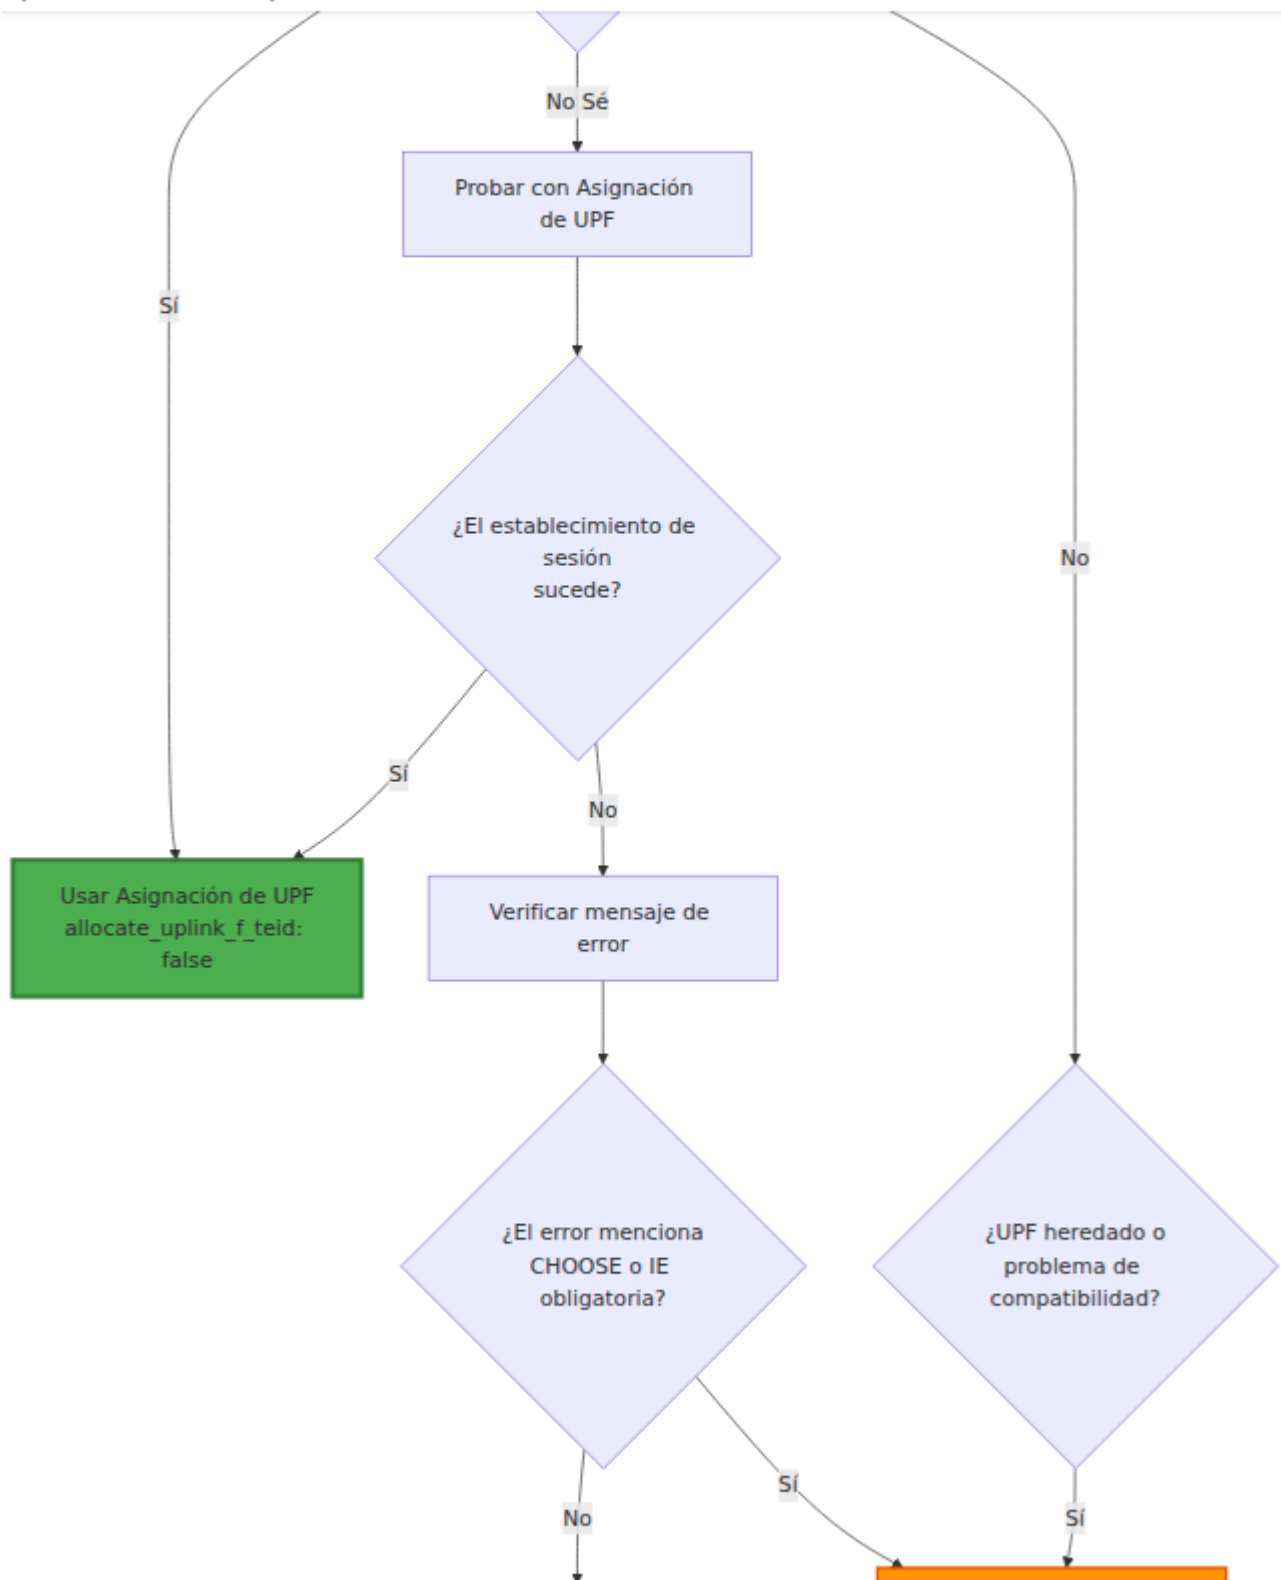 No Sé
Probar con Asignación
de UPF
Sí
¿El establecimiento de
sesión
sucede?
No
Sí
No
Usar Asignación de UPF
allocate_uplink_f_teid:
false
Verificar mensaje de
error
¿El error menciona
CHOOSE o IE
obligatoria?
¿UPF heredado o
problema de
compatibilidad?
Sí
No
Sí